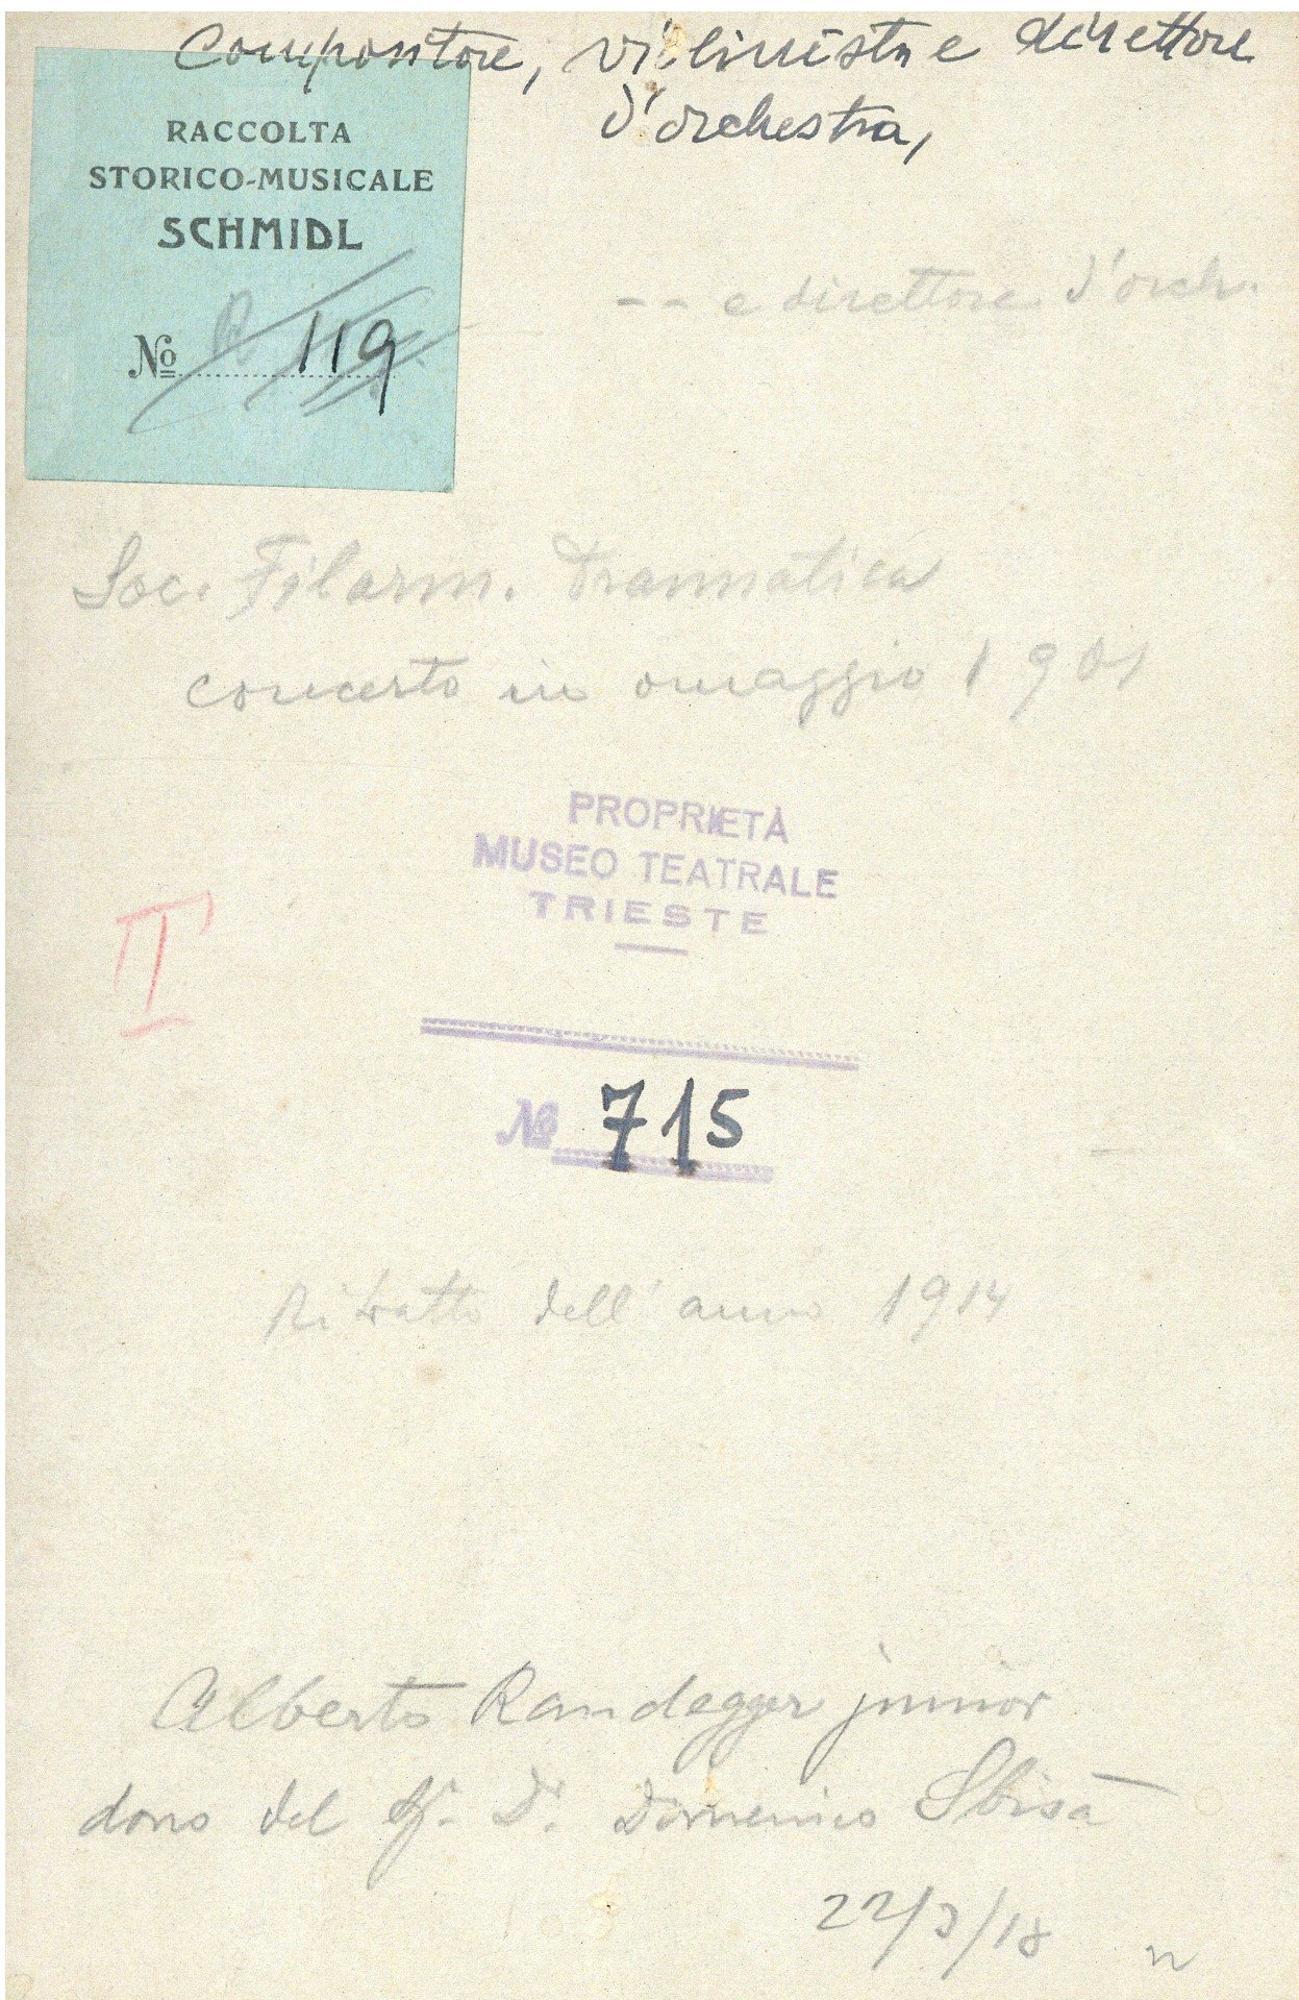 Compositore, violinista e direttore
d'orchestra,
RACCOLTA
STORICO-MUSICALE
SCHMIDL
No 119
-- e direttore d'orch.
Soc. Filarm. Drammatica
concerto in omaggio 1901
PROPRIETÀ
MUSEO TEATRALE
TRIESTE
II
No 715
Ritratto dell'anno 1914
Alberto Randegger junior
dono del Dr. Domenico Sbisà
22/3/18